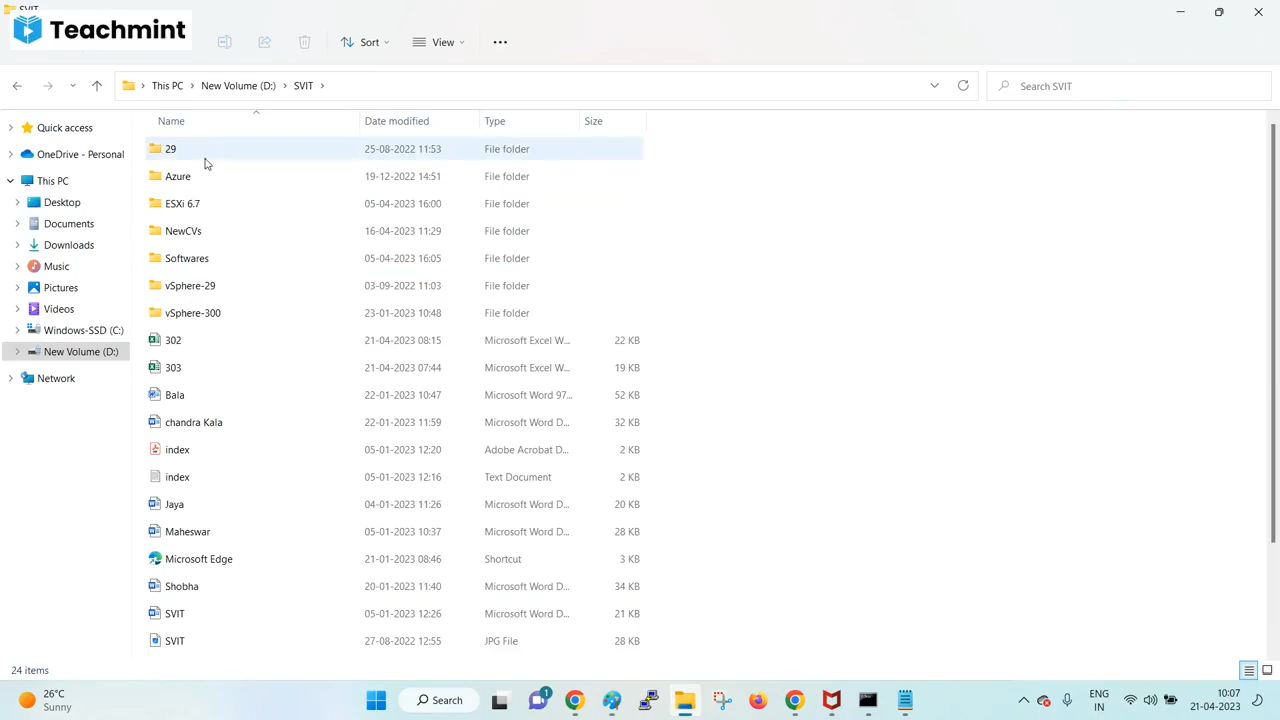 SVIT
Teachmint
Sort
View
This PC
New Volume (D:)
SVIT
Search SVIT
Name
Date modified
Type
Size
Quick access
OneDrive - Personal
This PC
Desktop
Documents
Downloads
Music
Pictures
Videos
Windows-SSD (C:)
New Volume (D:)
Network
29 25-08-2022 11:53 File folder
Azure 19-12-2022 14:51 File folder
ESXi 6.7 05-04-2023 16:00 File folder
NewCVs 16-04-2023 11:29 File folder
Softwares 05-04-2023 16:05 File folder
vSphere-29 03-09-2022 11:03 File folder
vSphere-300 23-01-2023 10:48 File folder
302 21-04-2023 08:15 Microsoft Excel W... 22 KB
303 21-04-2023 07:44 Microsoft Excel W... 19 KB
Bala 22-01-2023 10:47 Microsoft Word 97... 52 KB
chandra Kala 22-01-2023 11:59 Microsoft Word D... 32 KB
index 05-01-2023 12:20 Adobe Acrobat D... 2 KB
index 05-01-2023 12:16 Text Document 2 KB
Jaya 04-01-2023 11:26 Microsoft Word D... 20 KB
Maheswar 05-01-2023 10:37 Microsoft Word D... 28 KB
Microsoft Edge 21-01-2023 08:46 Shortcut 3 KB
Shobha 20-01-2023 11:40 Microsoft Word D... 34 KB
SVIT 05-01-2023 12:26 Microsoft Word D... 21 KB
SVIT 27-08-2022 12:55 JPG File 28 KB
24 items
26°C
Sunny
Search
1
ENG
IN
10:07
21-04-2023